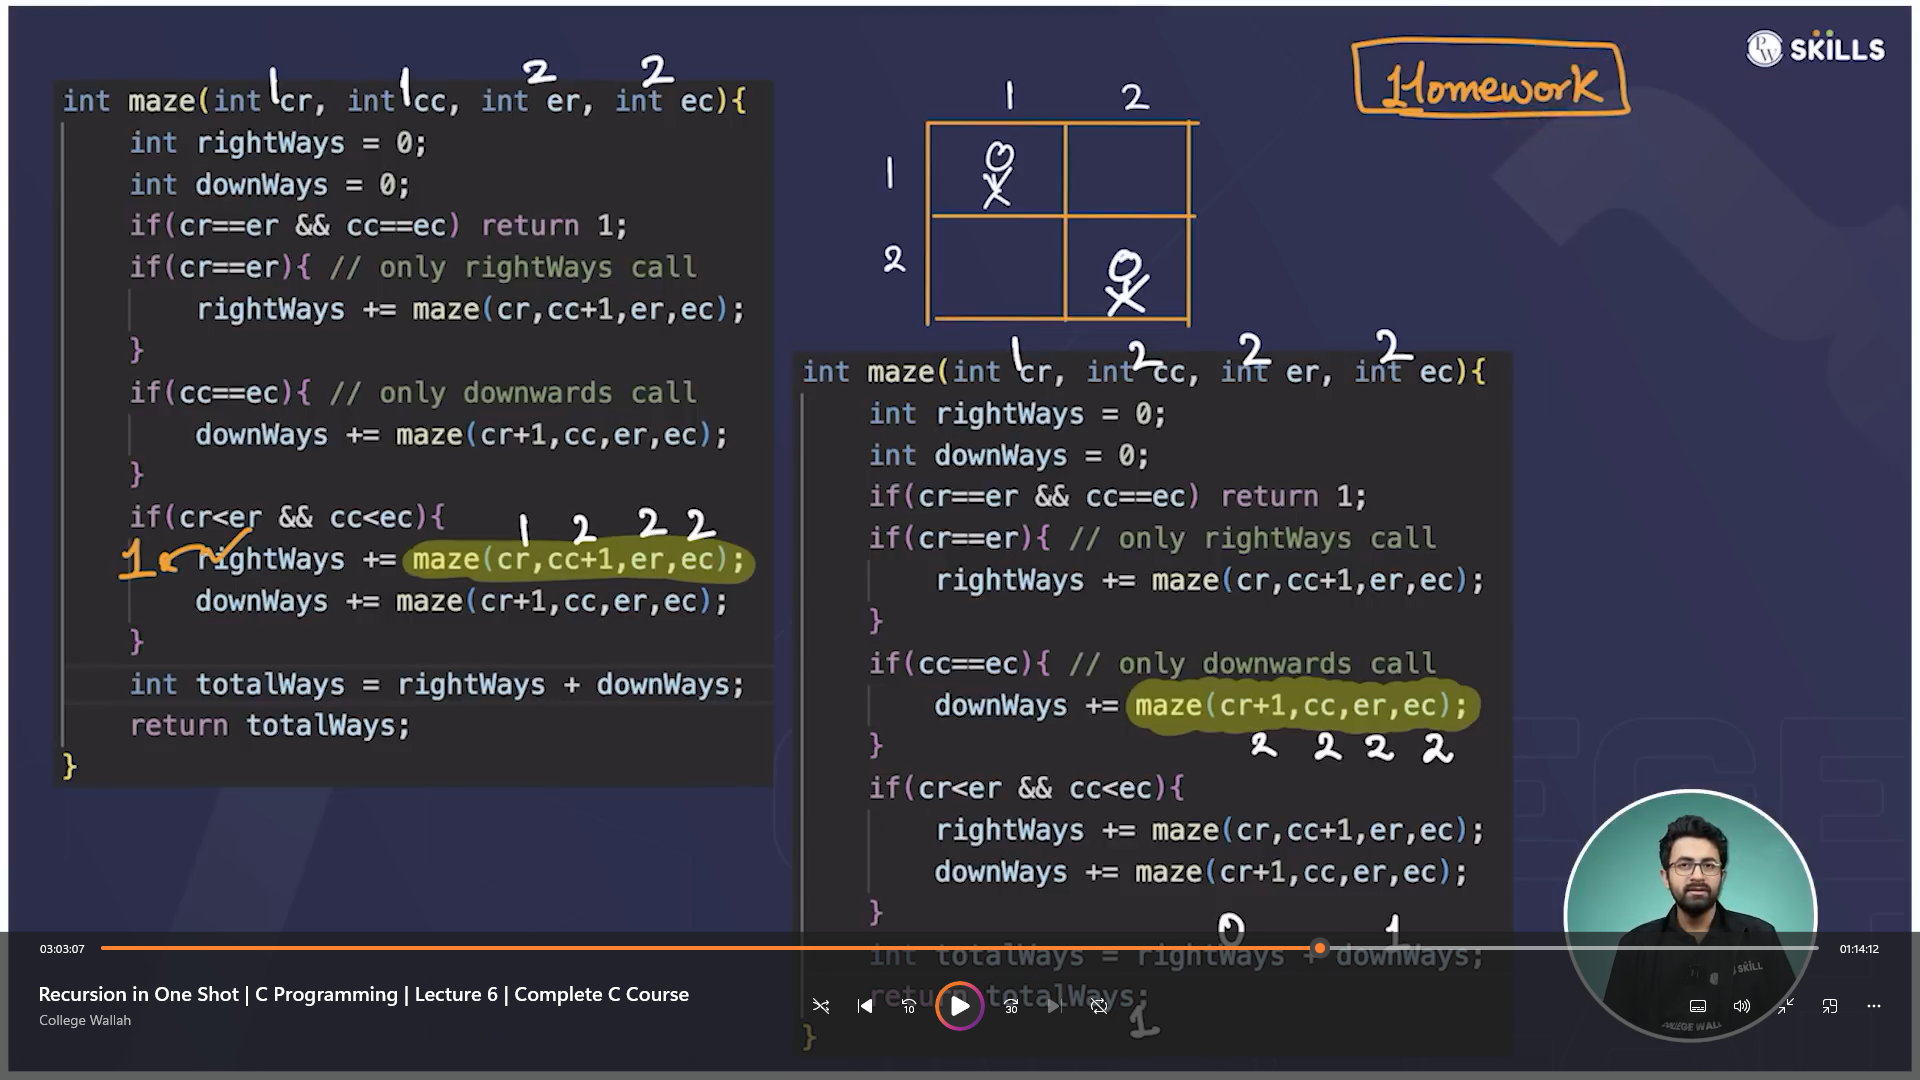 1 1 2 2
int maze(int cr, int cc, int er, int ec){
int rightWays = 0;
int downWays = 0;
if(cr==er && cc==ec) return 1;
if(cr==er){ // only rightWays call
rightWays += maze(cr,cc+1,er,ec);
}
if(cc==ec){ // only downwards call
downWays += maze(cr+1,cc,er,ec);
}
if(cr<er && cc<ec){
1 2 2 2
1
rightWays += maze(cr,cc+1,er,ec);
downWays += maze(cr+1,cc,er,ec);
}
int totalWays = rightWays + downWays;
return totalWays;
}
1 2
1
2
Homework
PW SKILLS
1 2 2 2
int maze(int cr, int cc, int er, int ec){
int rightWays = 0;
int downWays = 0;
if(cr==er && cc==ec) return 1;
if(cr==er){ // only rightWays call
rightWays += maze(cr,cc+1,er,ec);
}
if(cc==ec){ // only downwards call
downWays += maze(cr+1,cc,er,ec);
2 2 2 2
}
if(cr<er && cc<ec){
rightWays += maze(cr,cc+1,er,ec);
downWays += maze(cr+1,cc,er,ec);
}
0 1
int totalWays = rightWays + downWays;
return totalWays;
1
}
SKILL
COLLEGE WALL
03:03:07
01:14:12
Recursion in One Shot | C Programming | Lecture 6 | Complete C Course
College Wallah
10
30